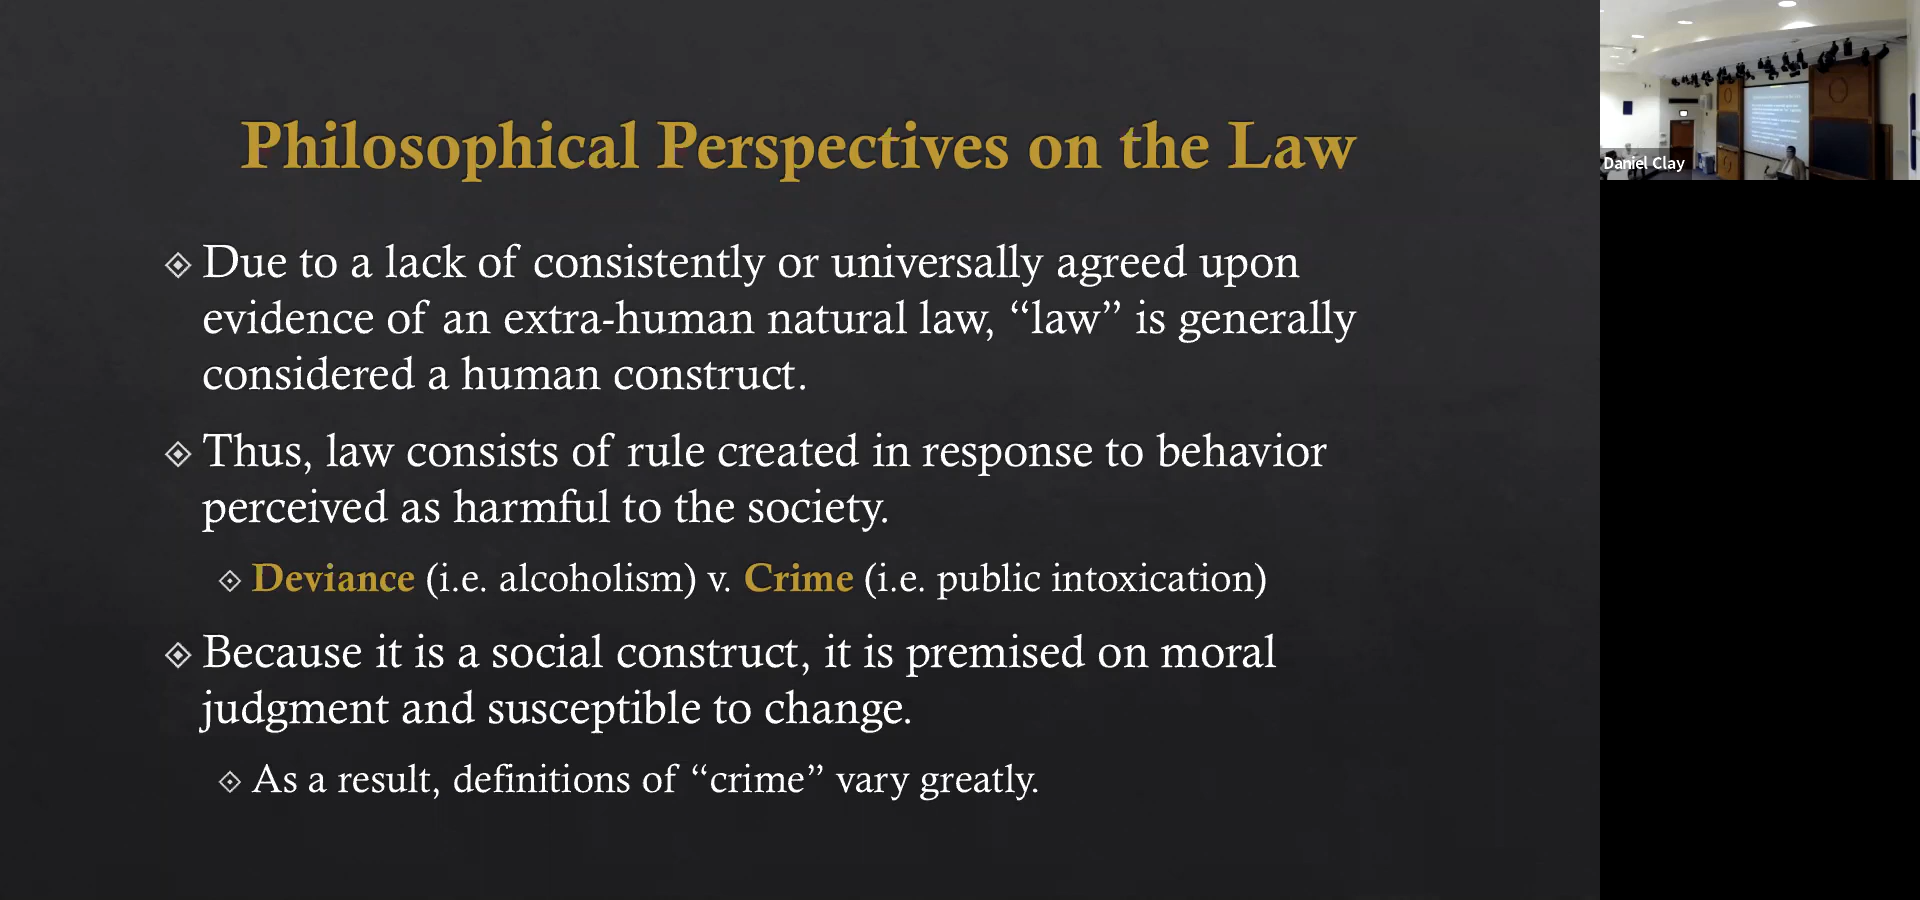 Philosophical Perspectives on the Law
Due to a lack of consistently or universally agreed upon
evidence of an extra-human natural law, “law” is generally
considered a human construct.
Thus, law consists of rule created in response to behavior
perceived as harmful to the society.
Deviance (i.e. alcoholism) v. Crime (i.e. public intoxication)
Because it is a social construct, it is premised on moral
judgment and susceptible to change.
As a result, definitions of “crime” vary greatly.
Daniel Clay